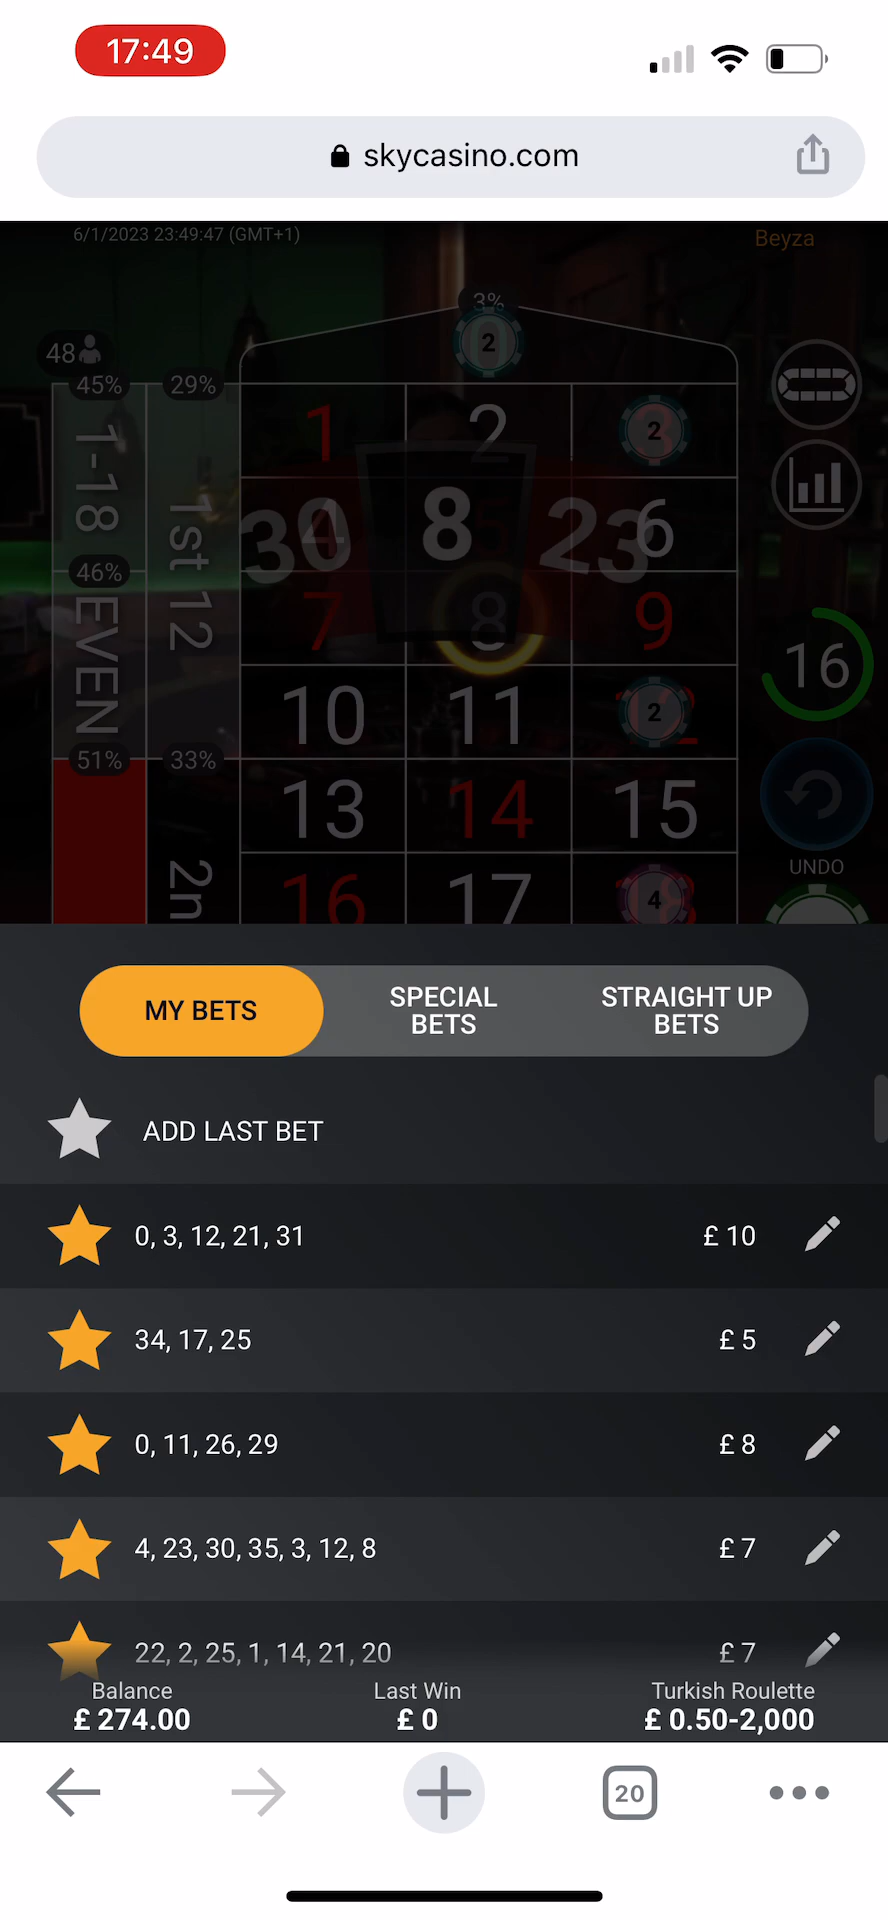 17:49
skycasino.com
6/1/2023 23:49:47 (GMT+1)
Beyza
3%
2
48
45%
29%
1-18
1st 12
1
2
3
2
30
4
8
5
23
6
46%
EVEN
7
8
9
16
10
11
12
2
51%
33%
13
14
15
UNDO
2n
16
17
18
4
MY BETS
SPECIAL BETS
STRAIGHT UP BETS
ADD LAST BET
0, 3, 12, 21, 31 £ 10
34, 17, 25 £ 5
0, 11, 26, 29 £ 8
4, 23, 30, 35, 3, 12, 8 £ 7
22, 2, 25, 1, 14, 21, 20 £ 7
Balance
£ 274.00
Last Win
£ 0
Turkish Roulette
£ 0.50-2,000
20